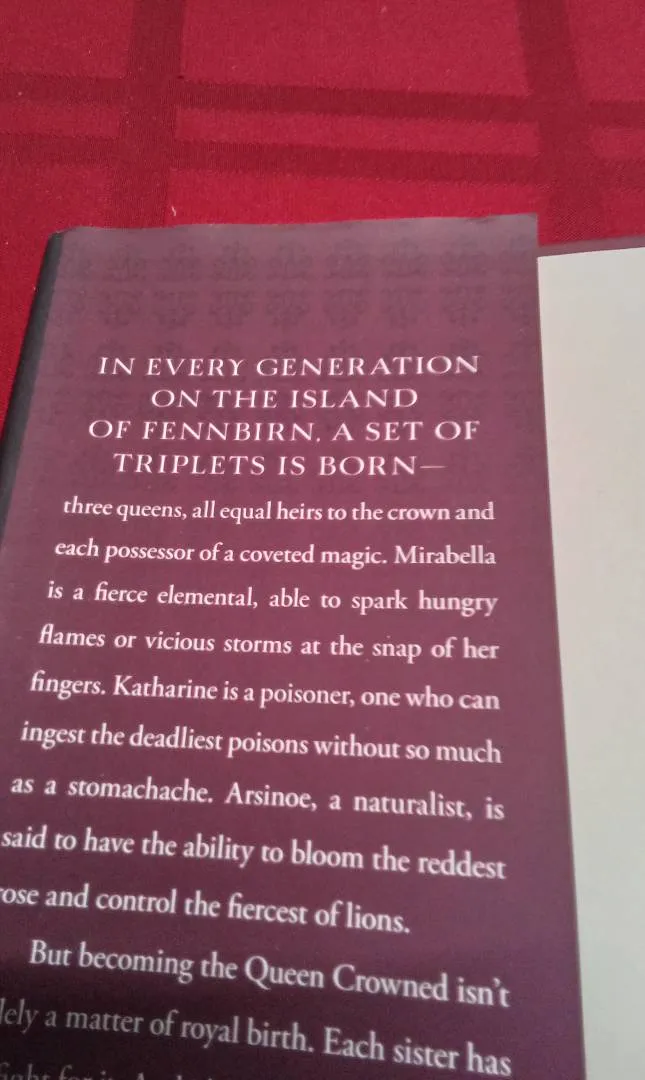 IN EVERY GENERATION
ON THE ISLAND
OF FENNBIRN, A SET OF
TRIPLETS IS BORN—
three queens, all equal heirs to the crown and
each possessor of a coveted magic. Mirabella
is a fierce elemental, able to spark hungry
flames or vicious storms at the snap of her
fingers. Katharine is a poisoner, one who can
ingest the deadliest poisons without so much
as a stomachache. Arsinoe, a naturalist, is
said to have the ability to bloom the reddest
rose and control the fiercest of lions.
But becoming the Queen Crowned isn't
a matter of royal birth. Each sister has